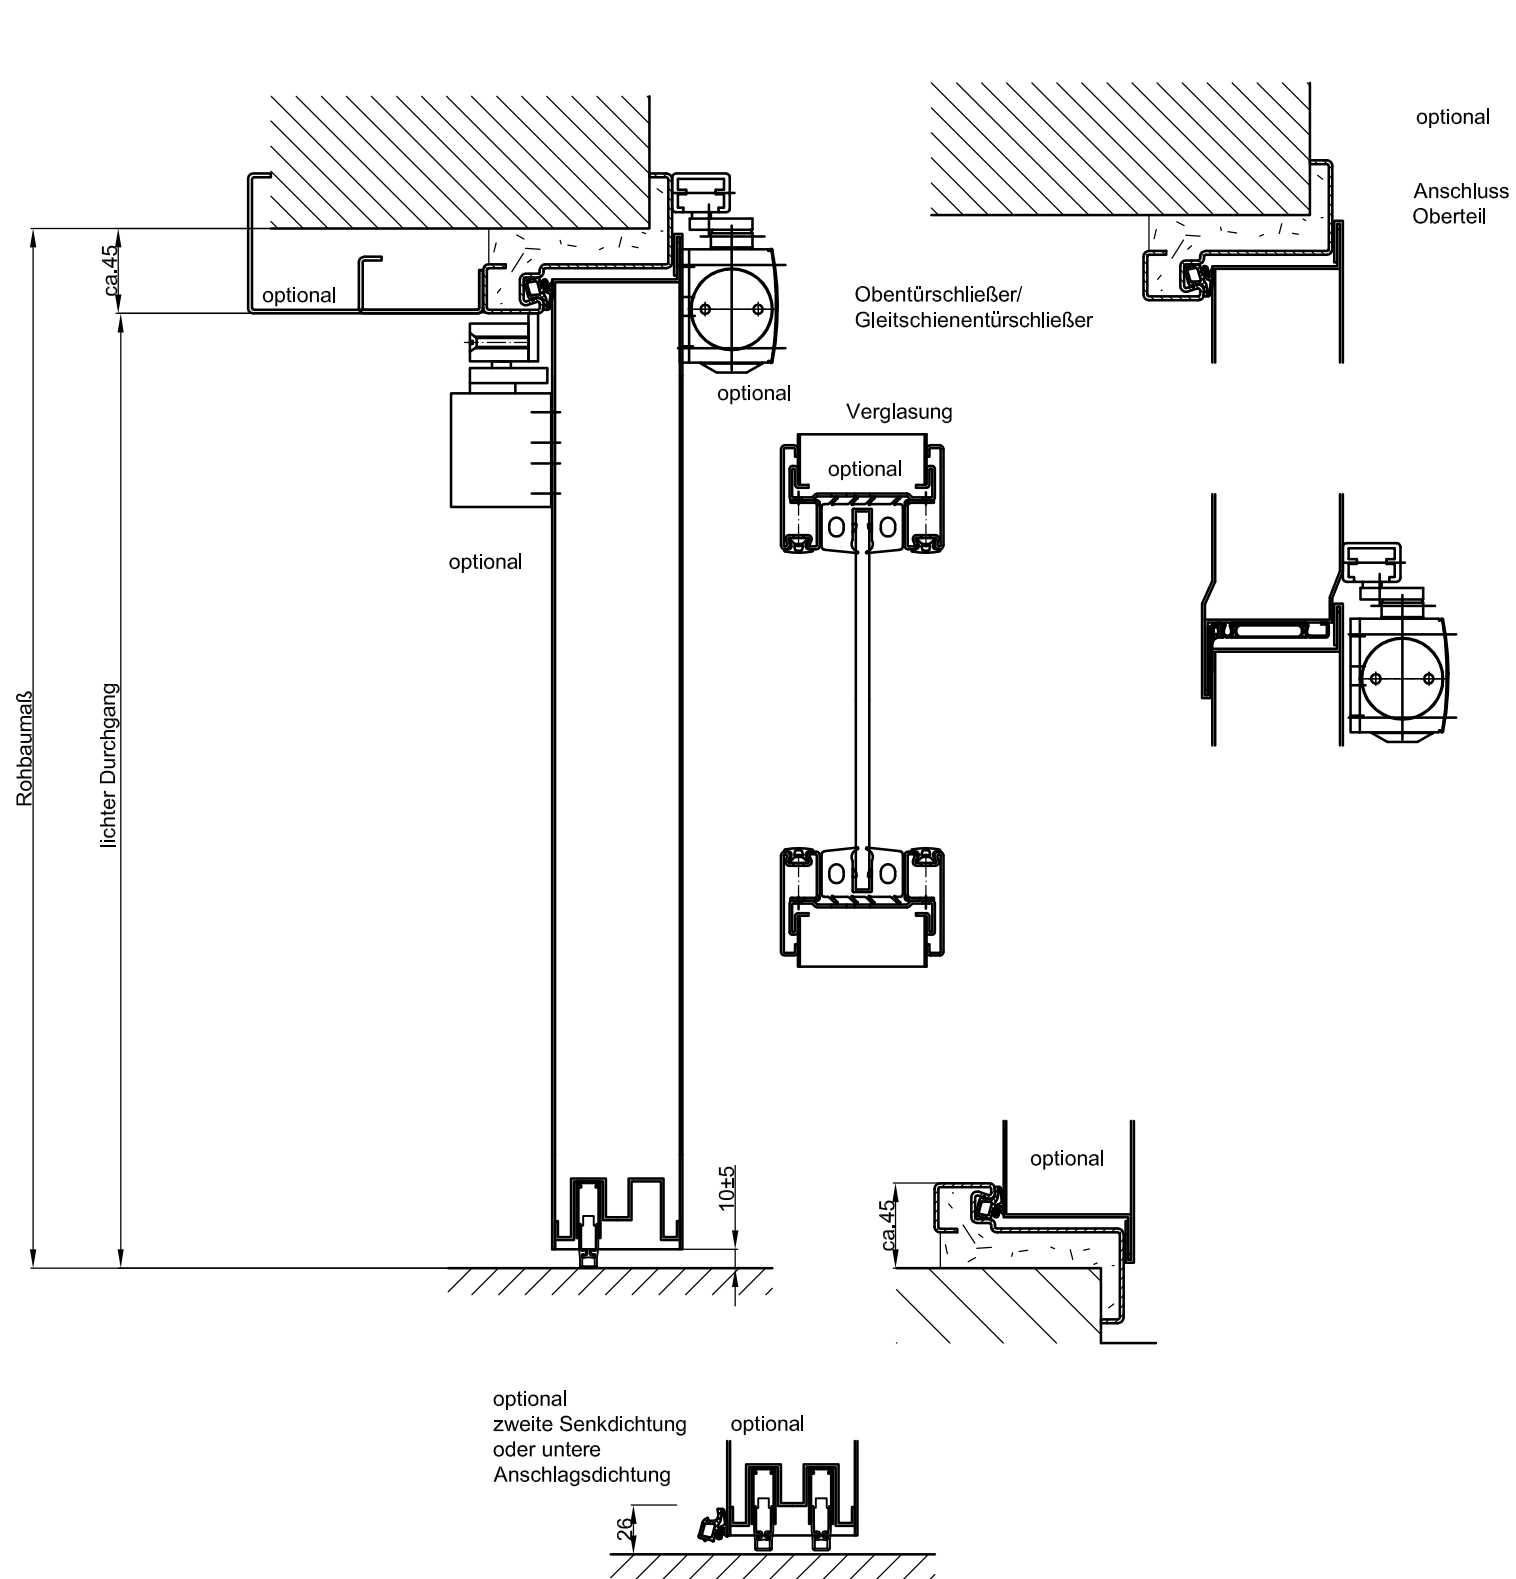 optional
Anschluss
Oberteil
ca.45
optional
Obentürschließer/
Gleitschienentürschließer
optional
Verglasung
optional
optional
Rohbaumaß
lichter Durchgang
optional
10±5
ca.45
optional
zweite Senkdichtung
oder untere
Anschlagsdichtung
optional
26